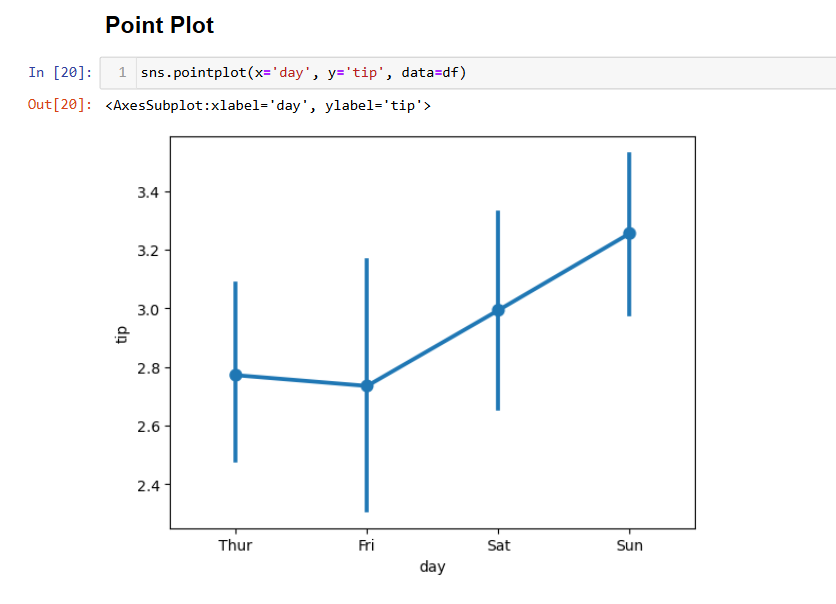 Point Plot
In [20]: 1 sns.pointplot(x='day', y='tip', data=df)
Out[20]: <AxesSubplot:xlabel='day', ylabel='tip'>
3.4
3.2
3.0
2.8
2.6
2.4
tip
Thur Fri Sat Sun
day